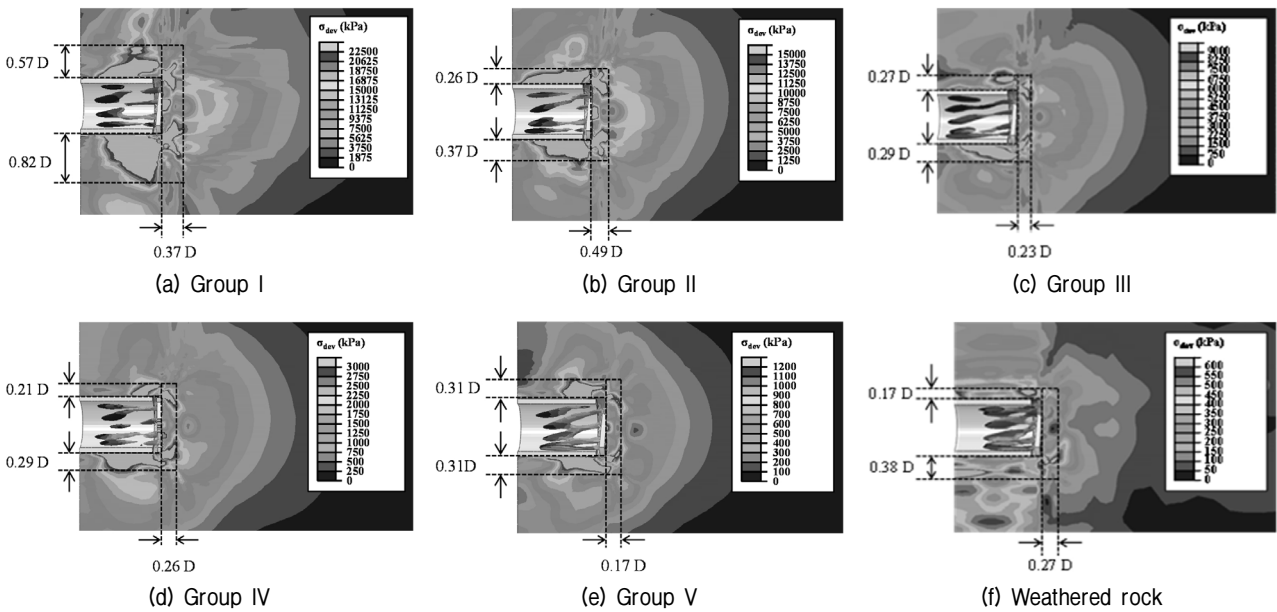 σdev (kPa)
22500
20625
18750
16875
15000
13125
11250
9375
7500
5625
3750
1875
0
0.57 D
0.82 D
0.37 D
(a) Group I
σdev (kPa)
15000
13750
12500
11250
10000
8750
7500
6250
5000
3750
2500
1250
0
0.26 D
0.37 D
0.49 D
(b) Group II
σdev (kPa)
9000
750
0
0.27 D
0.29 D
0.23 D
(c) Group III
σdev (kPa)
3000
2750
2500
2250
2000
1750
1500
1250
1000
750
500
250
0
0.21 D
0.29 D
0.26 D
(d) Group IV
σdev (kPa)
1200
1100
1000
900
800
700
600
500
400
300
200
100
0
0.31 D
0.31D
0.17 D
(e) Group V
σdev (kPa)
600
550
500
450
400
350
300
250
200
150
100
50
0
0.17 D
0.38 D
0.27 D
(f) Weathered rock